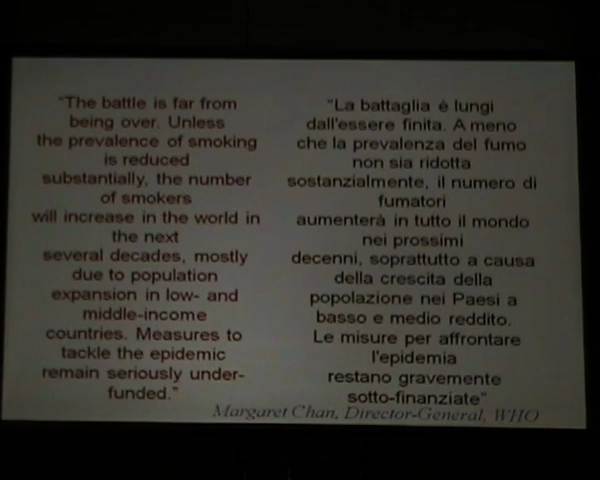 "The battle is far from
being over. Unless
the prevalence of smoking
is reduced
substantially, the number
of smokers
will increase in the world in
the next
several decades, mostly
due to population
expansion in low- and
middle-income
countries. Measures to
tackle the epidemic
remain seriously under-
funded."
"La battaglia è lungi
dall'essere finita. A meno
che la prevalenza del fumo
non sia ridotta
sostanzialmente, il numero di
fumatori
aumenterà in tutto il mondo
nei prossimi
decenni, soprattutto a causa
della crescita della
popolazione nei Paesi a
basso e medio reddito.
Le misure per affrontare
l'epidemia
restano gravemente
sotto-finanziate"
Margaret Chan, Director-General, WHO